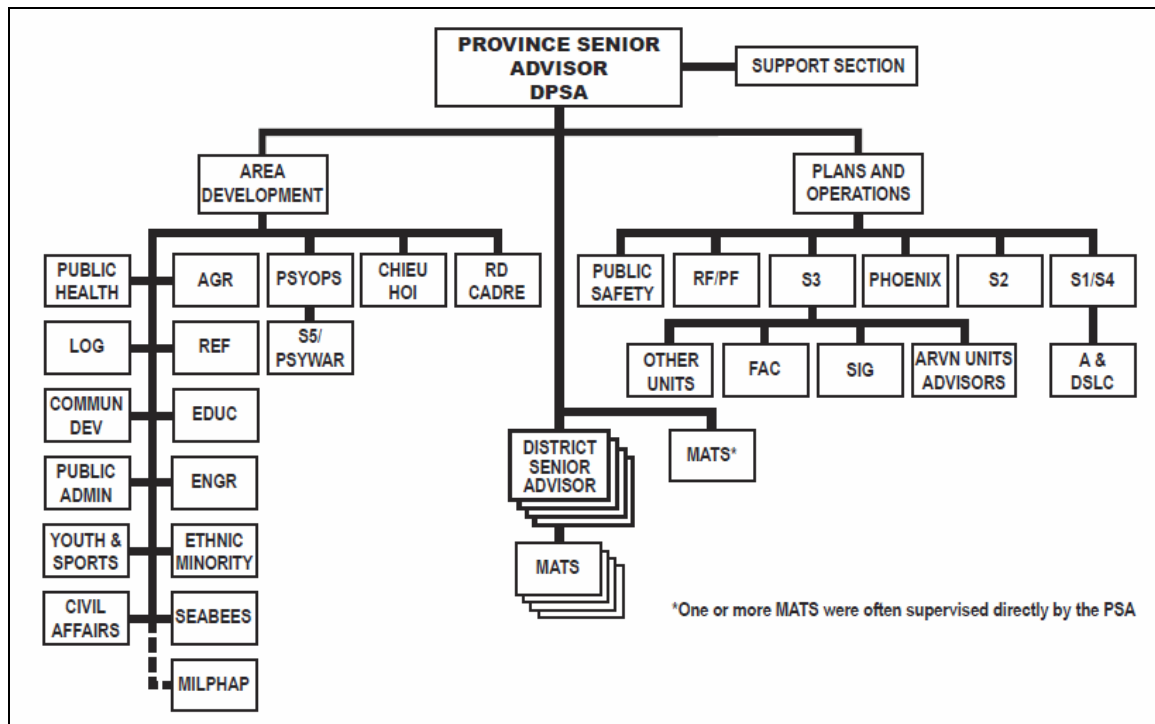 PROVINCE SENIOR
ADVISOR
DPSA
SUPPORT SECTION
AREA
DEVELOPMENT
PLANS AND
OPERATIONS
PUBLIC
HEALTH
AGR
PSYOPS
CHIEU
HOI
RD
CADRE
PUBLIC
SAFETY
RF/PF
S3
PHOENIX
S2
S1/S4
LOG
REF
S5/
PSYWAR
OTHER
UNITS
FAC
SIG
ARVN UNITS
ADVISORS
A &
DSLC
COMMUN
DEV
EDUC
DISTRICT
SENIOR
ADVISOR
MATS*
PUBLIC
ADMIN
ENGR
YOUTH &
SPORTS
ETHNIC
MINORITY
MATS
CIVIL
AFFAIRS
SEABEES
*One or more MATS were often supervised directly by the PSA
MILPHAP